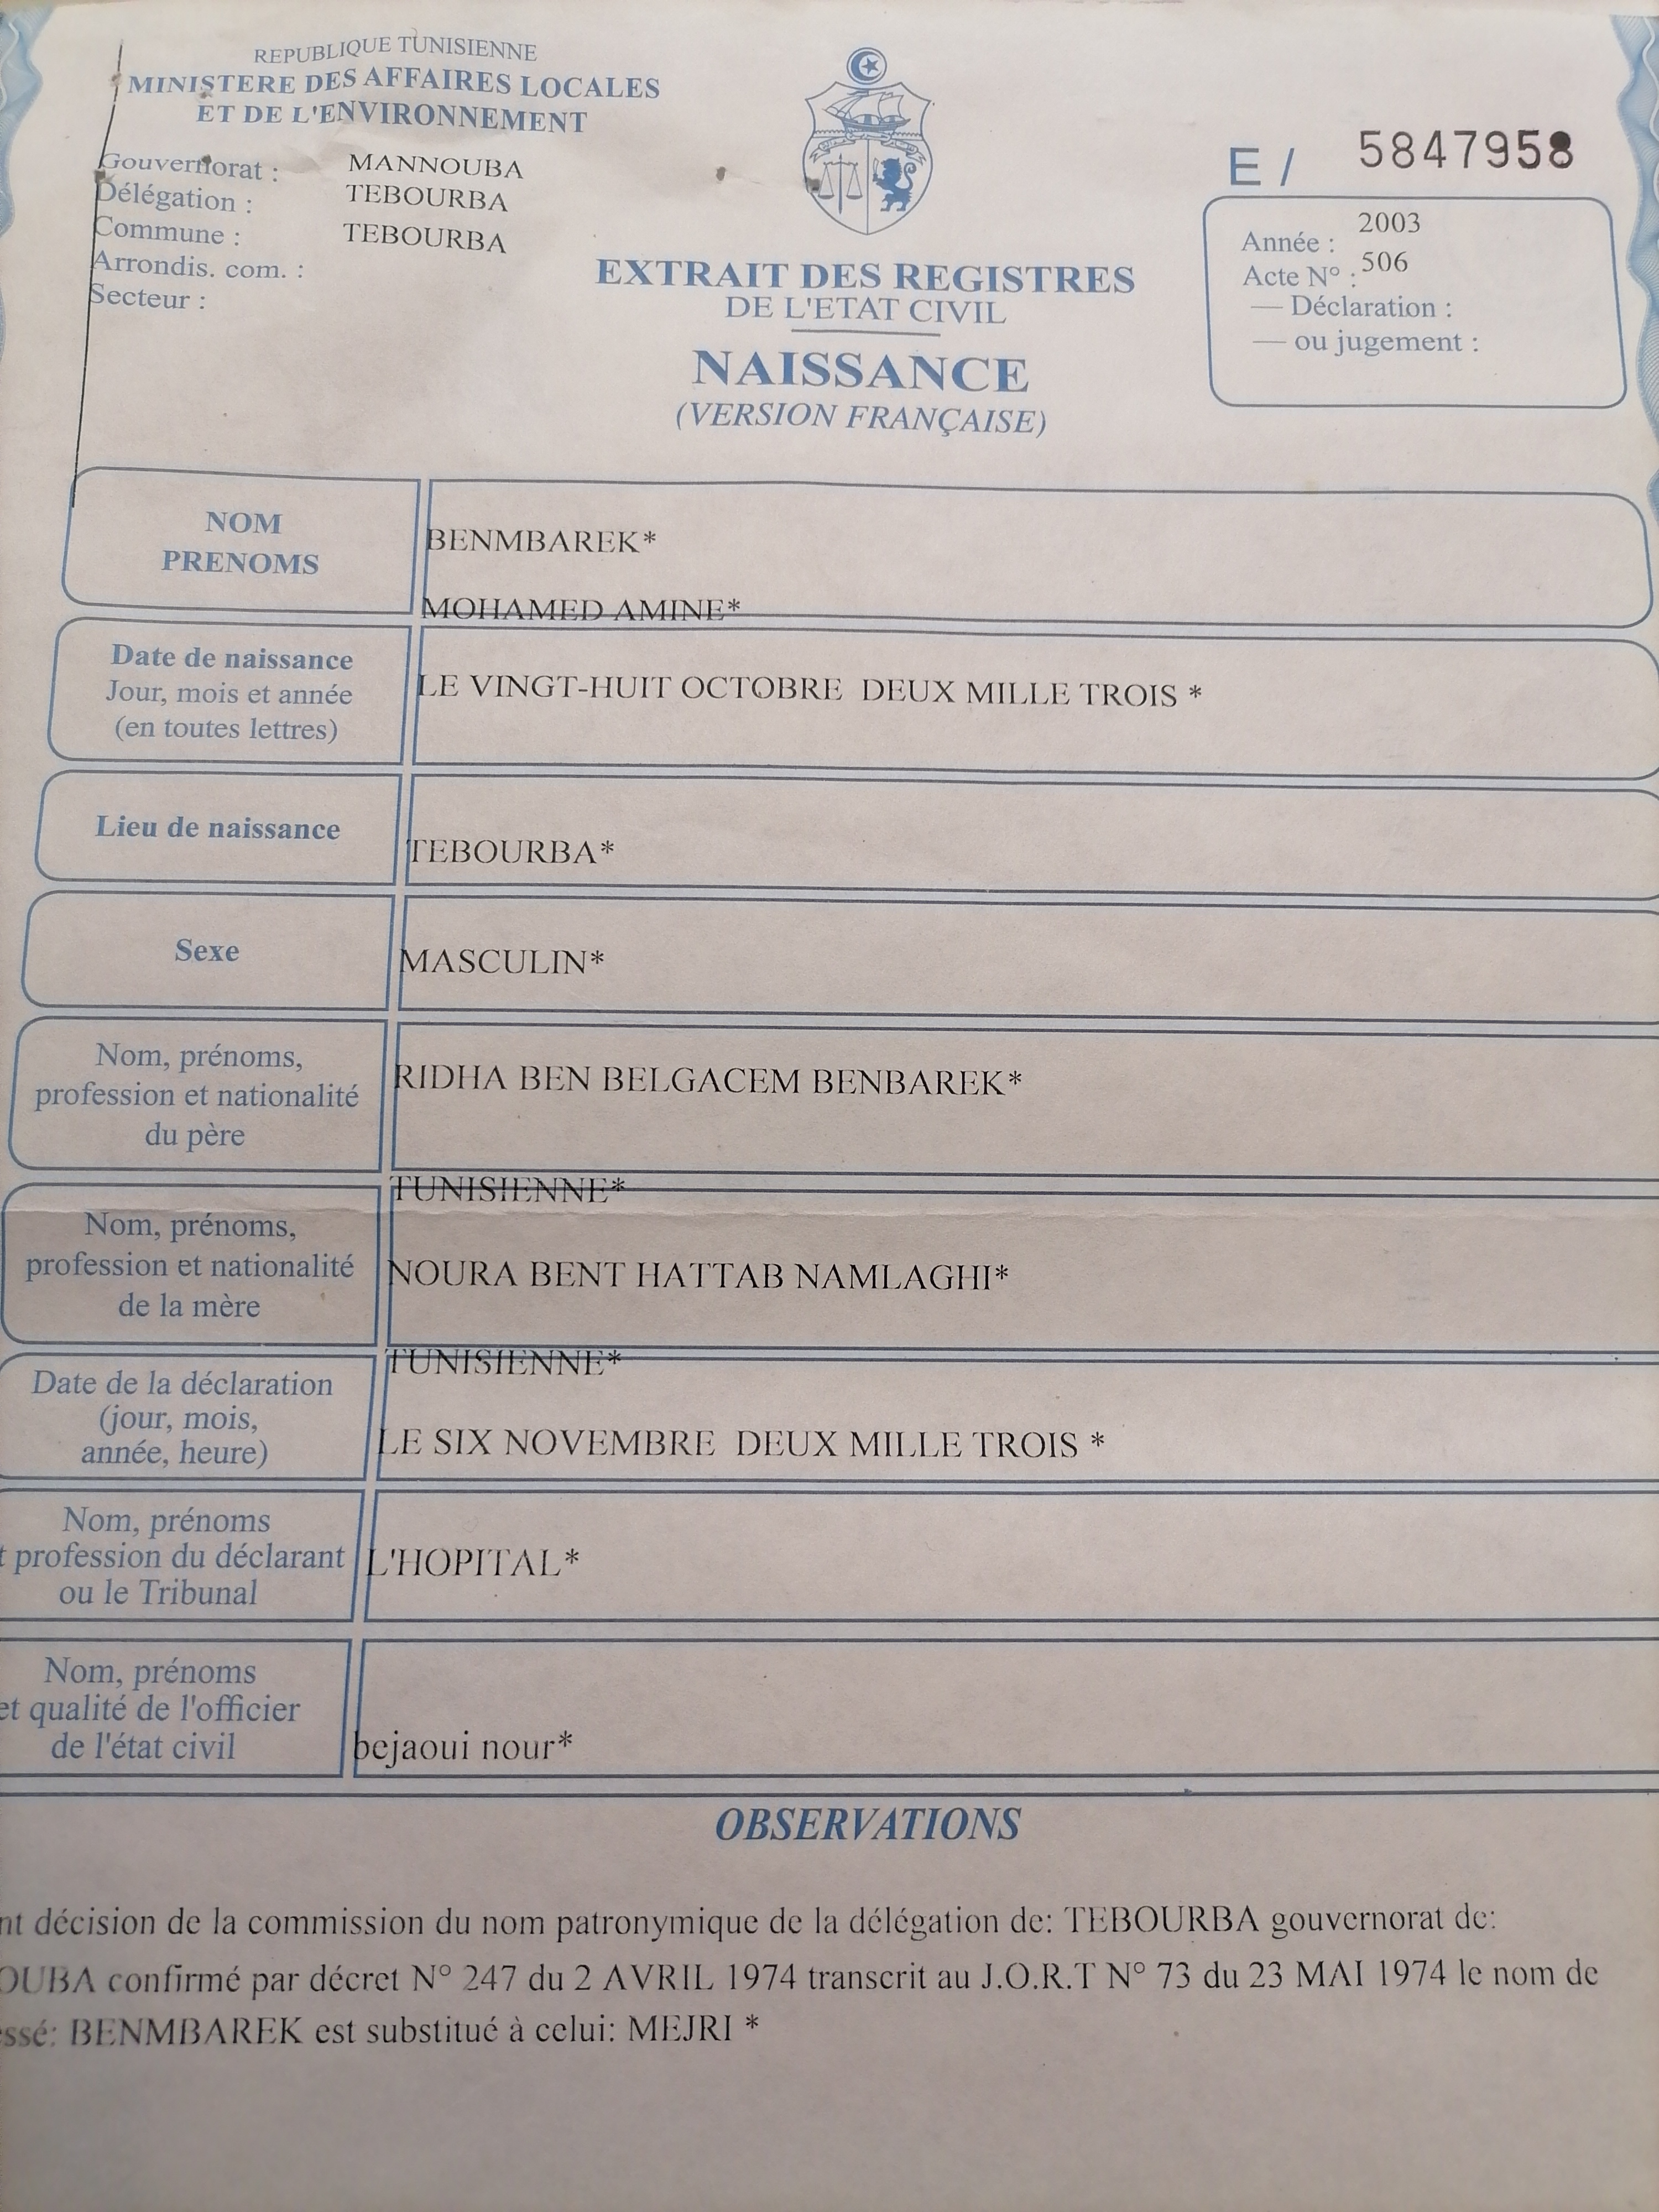 REPUBLIQUE TUNISIENNE
MINISTERE DES AFFAIRES LOCALES
ET DE L'ENVIRONNEMENT
Gouvernorat : MANNOUBA
Délégation : TEBOURBA
Commune : TEBOURBA
Arrondis. com. :
Secteur :
E / 5847958
Année : 2003
Acte N° : 506
— Déclaration :
— ou jugement :
EXTRAIT DES REGISTRES
DE L'ETAT CIVIL
NAISSANCE
(VERSION FRANÇAISE)
NOM
PRENOMS
BENMBAREK*
MOHAMED AMINE*
Date de naissance
Jour, mois et année
(en toutes lettres)
LE VINGT-HUIT OCTOBRE DEUX MILLE TROIS *
Lieu de naissance
TEBOURBA*
Sexe
MASCULIN*
Nom, prénoms,
profession et nationalité
du père
RIDHA BEN BELGACEM BENBAREK*
TUNISIENNE*
Nom, prénoms,
profession et nationalité
de la mère
NOURA BENT HATTAB NAMLAGHI*
TUNISIENNE*
Date de la déclaration
(jour, mois,
année, heure)
LE SIX NOVEMBRE DEUX MILLE TROIS *
Nom, prénoms
t profession du déclarant
ou le Tribunal
L'HOPITAL*
Nom, prénoms
et qualité de l'officier
de l'état civil
bejaoui nour*
OBSERVATIONS
nt décision de la commission du nom patronymique de la délégation de: TEBOURBA gouvernorat de:
OUBA confirmé par décret N° 247 du 2 AVRIL 1974 transcrit au J.O.R.T N° 73 du 23 MAI 1974 le nom de
essé: BENMBAREK est substitué à celui: MEJRI *